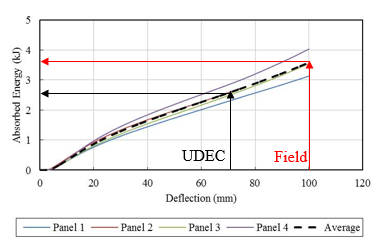 5
4
3
2
1
0
Absorbed Energy (kJ)
UDEC
Field
0 20 40 60 80 100 120
Deflection (mm)
Panel 1 Panel 2 Panel 3 Panel 4 Average